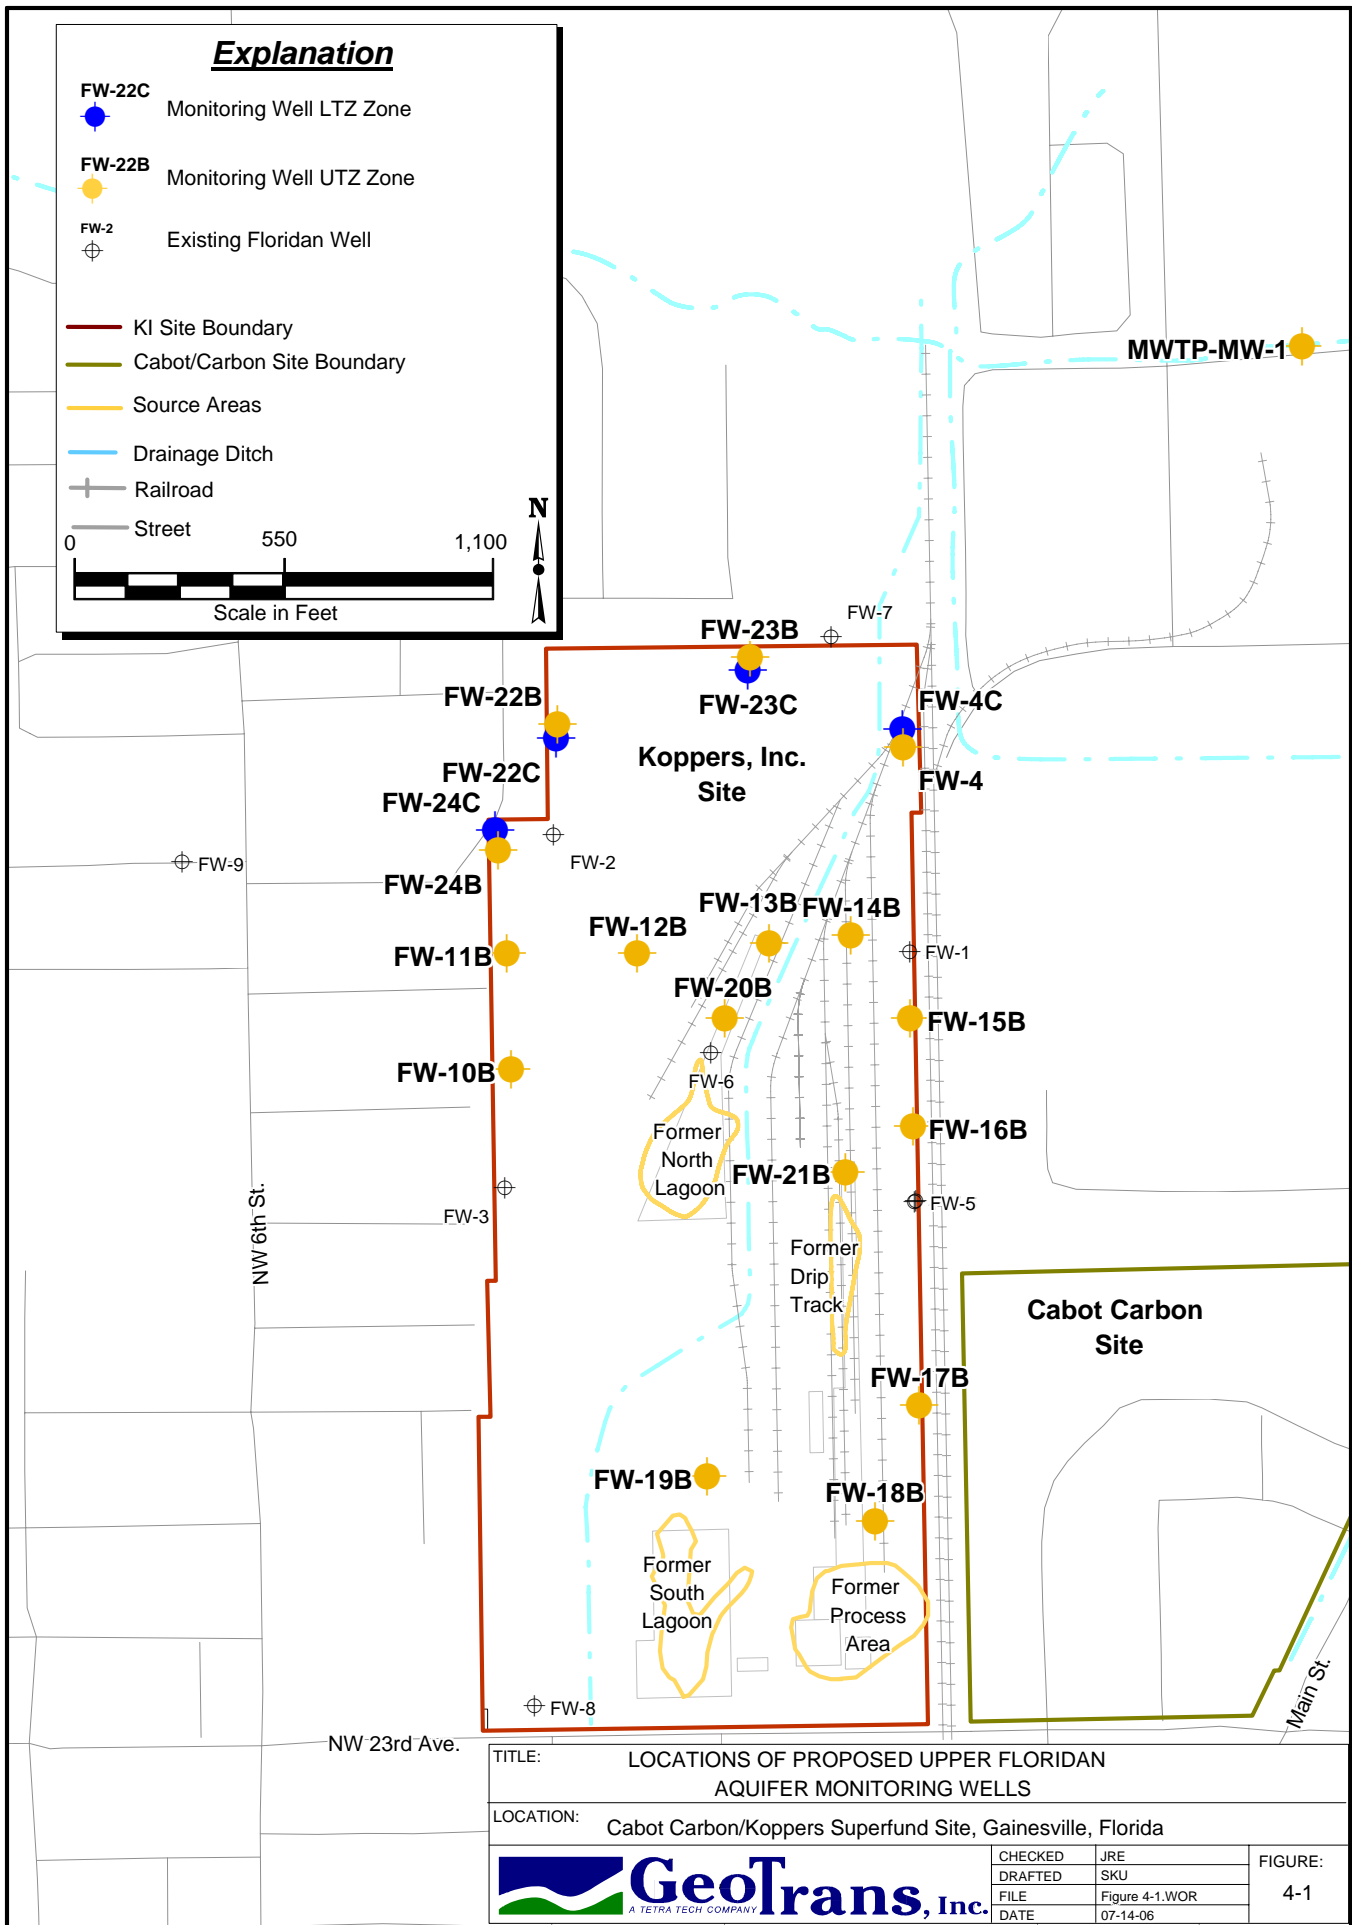 Explanation
FW-22C
Monitoring Well LTZ Zone
FW-22B
Monitoring Well UTZ Zone
FW-2
Existing Floridan Well
KI Site Boundary
Cabot/Carbon Site Boundary
Source Areas
Drainage Ditch
Railroad
Street
0 550 1,100
Scale in Feet
N
MWTP-MW-1
FW-7
FW-23B
FW-23C
FW-22B
FW-22C
FW-4C
FW-4
Koppers, Inc.
Site
FW-24C
FW-24B
FW-2
FW-9
FW-13B
FW-14B
FW-12B
FW-11B
FW-1
FW-20B
FW-15B
FW-10B
FW-6
FW-16B
Former
North
Lagoon
FW-21B
FW-3
FW-5
NW 6th St.
Former
Drip
Track
Cabot Carbon
Site
FW-17B
FW-19B
FW-18B
Former
South
Lagoon
Former
Process
Area
FW-8
Main St.
NW 23rd Ave.
TITLE:
LOCATIONS OF PROPOSED UPPER FLORIDAN
AQUIFER MONITORING WELLS
LOCATION:
Cabot Carbon/Koppers Superfund Site, Gainesville, Florida
GeoTrans, Inc.
A TETRA TECH COMPANY
CHECKED JRE
DRAFTED SKU
FILE Figure 4-1.WOR
DATE 07-14-06
FIGURE:
4-1